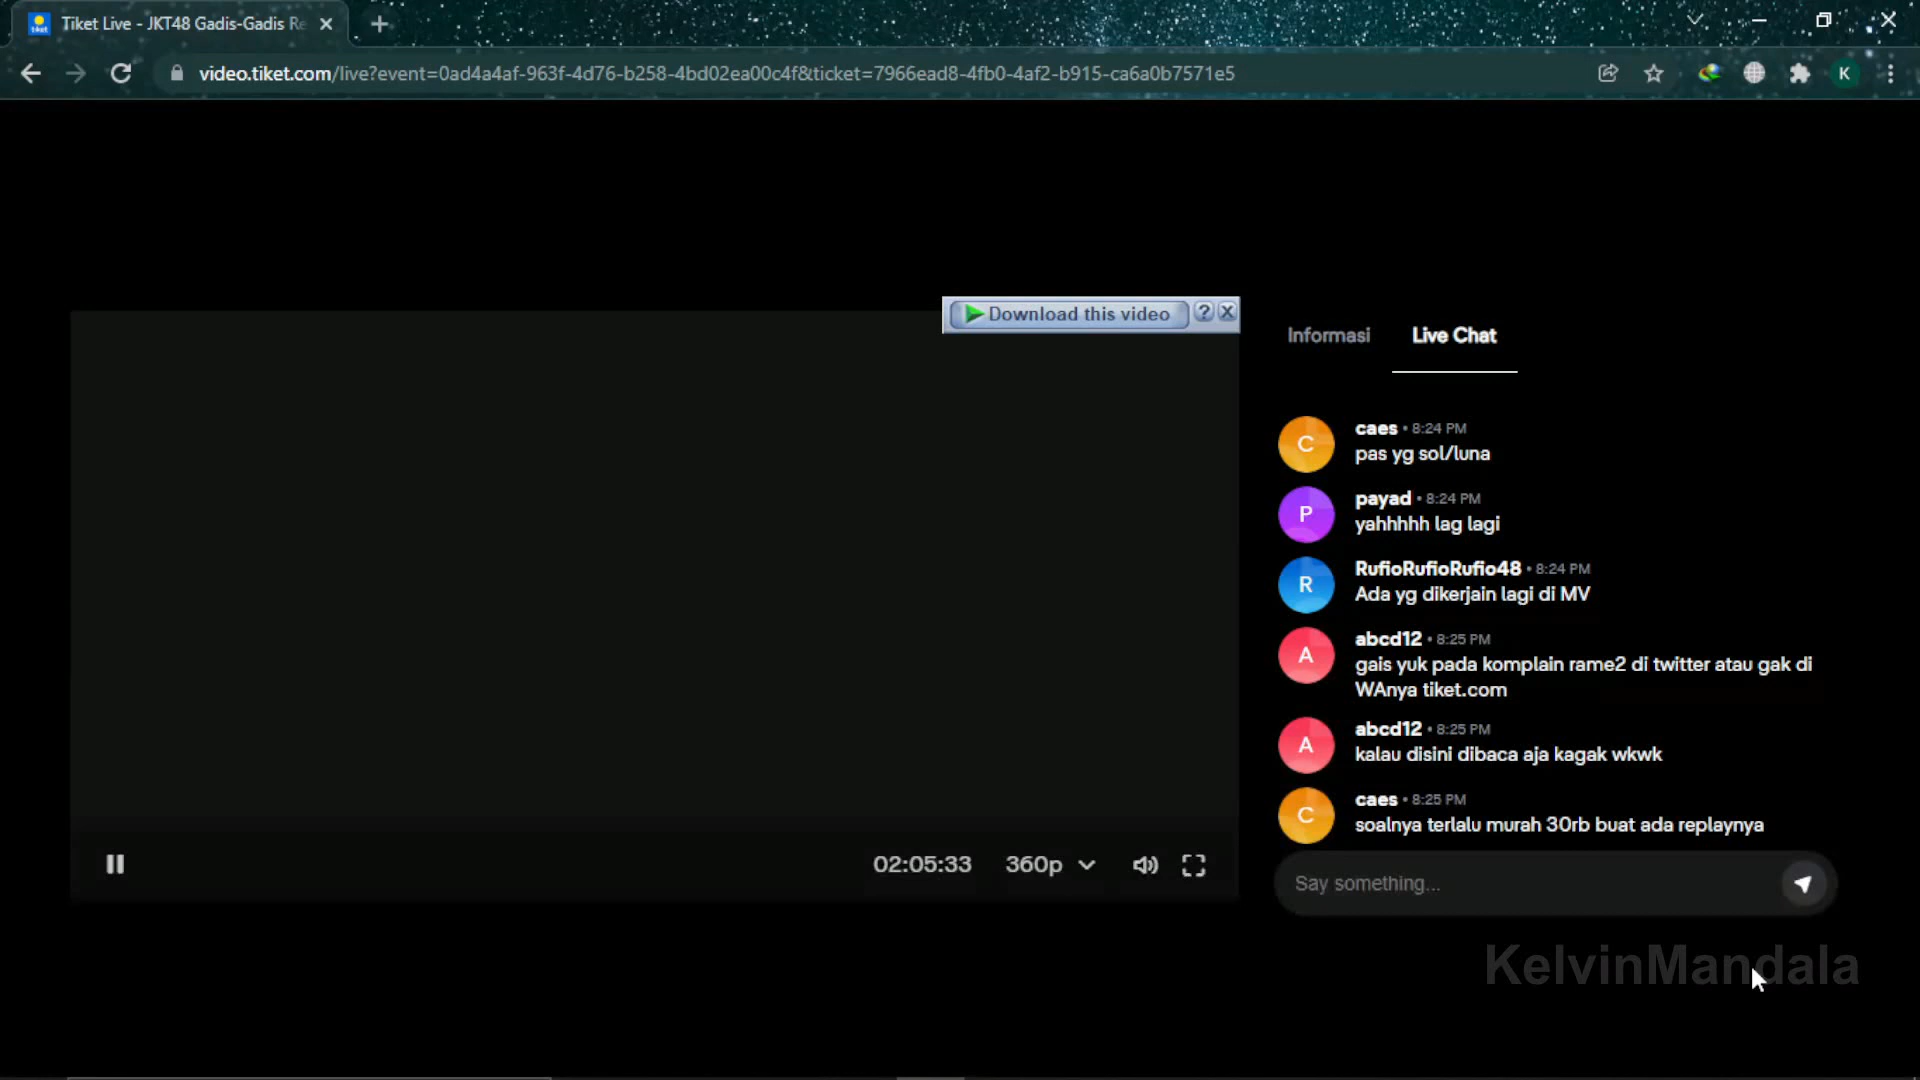 Tiket Live - JKT48 Gadis-Gadis Re
video.tiket.com/live?event=0ad4a4af-963f-4d76-b258-4bd02ea00c4f&ticket=7966ead8-4fb0-4af2-b915-ca6a0b7571e5
K
Download this video
Informasi Live Chat
C
caes • 8:24 PM
pas yg sol/luna
P
payad • 8:24 PM
yahhhhh lag lagi
R
RufioRufioRufio48 • 8:24 PM
Ada yg dikerjain lagi di MV
A
abcd12 • 8:25 PM
gais yuk pada komplain rame2 di twitter atau gak di
WAnya tiket.com
A
abcd12 • 8:25 PM
kalau disini dibaca aja kagak wkwk
C
caes • 8:25 PM
soalnya terlalu murah 30rb buat ada replaynya
02:05:33 360p
Say something...
KelvinMandala